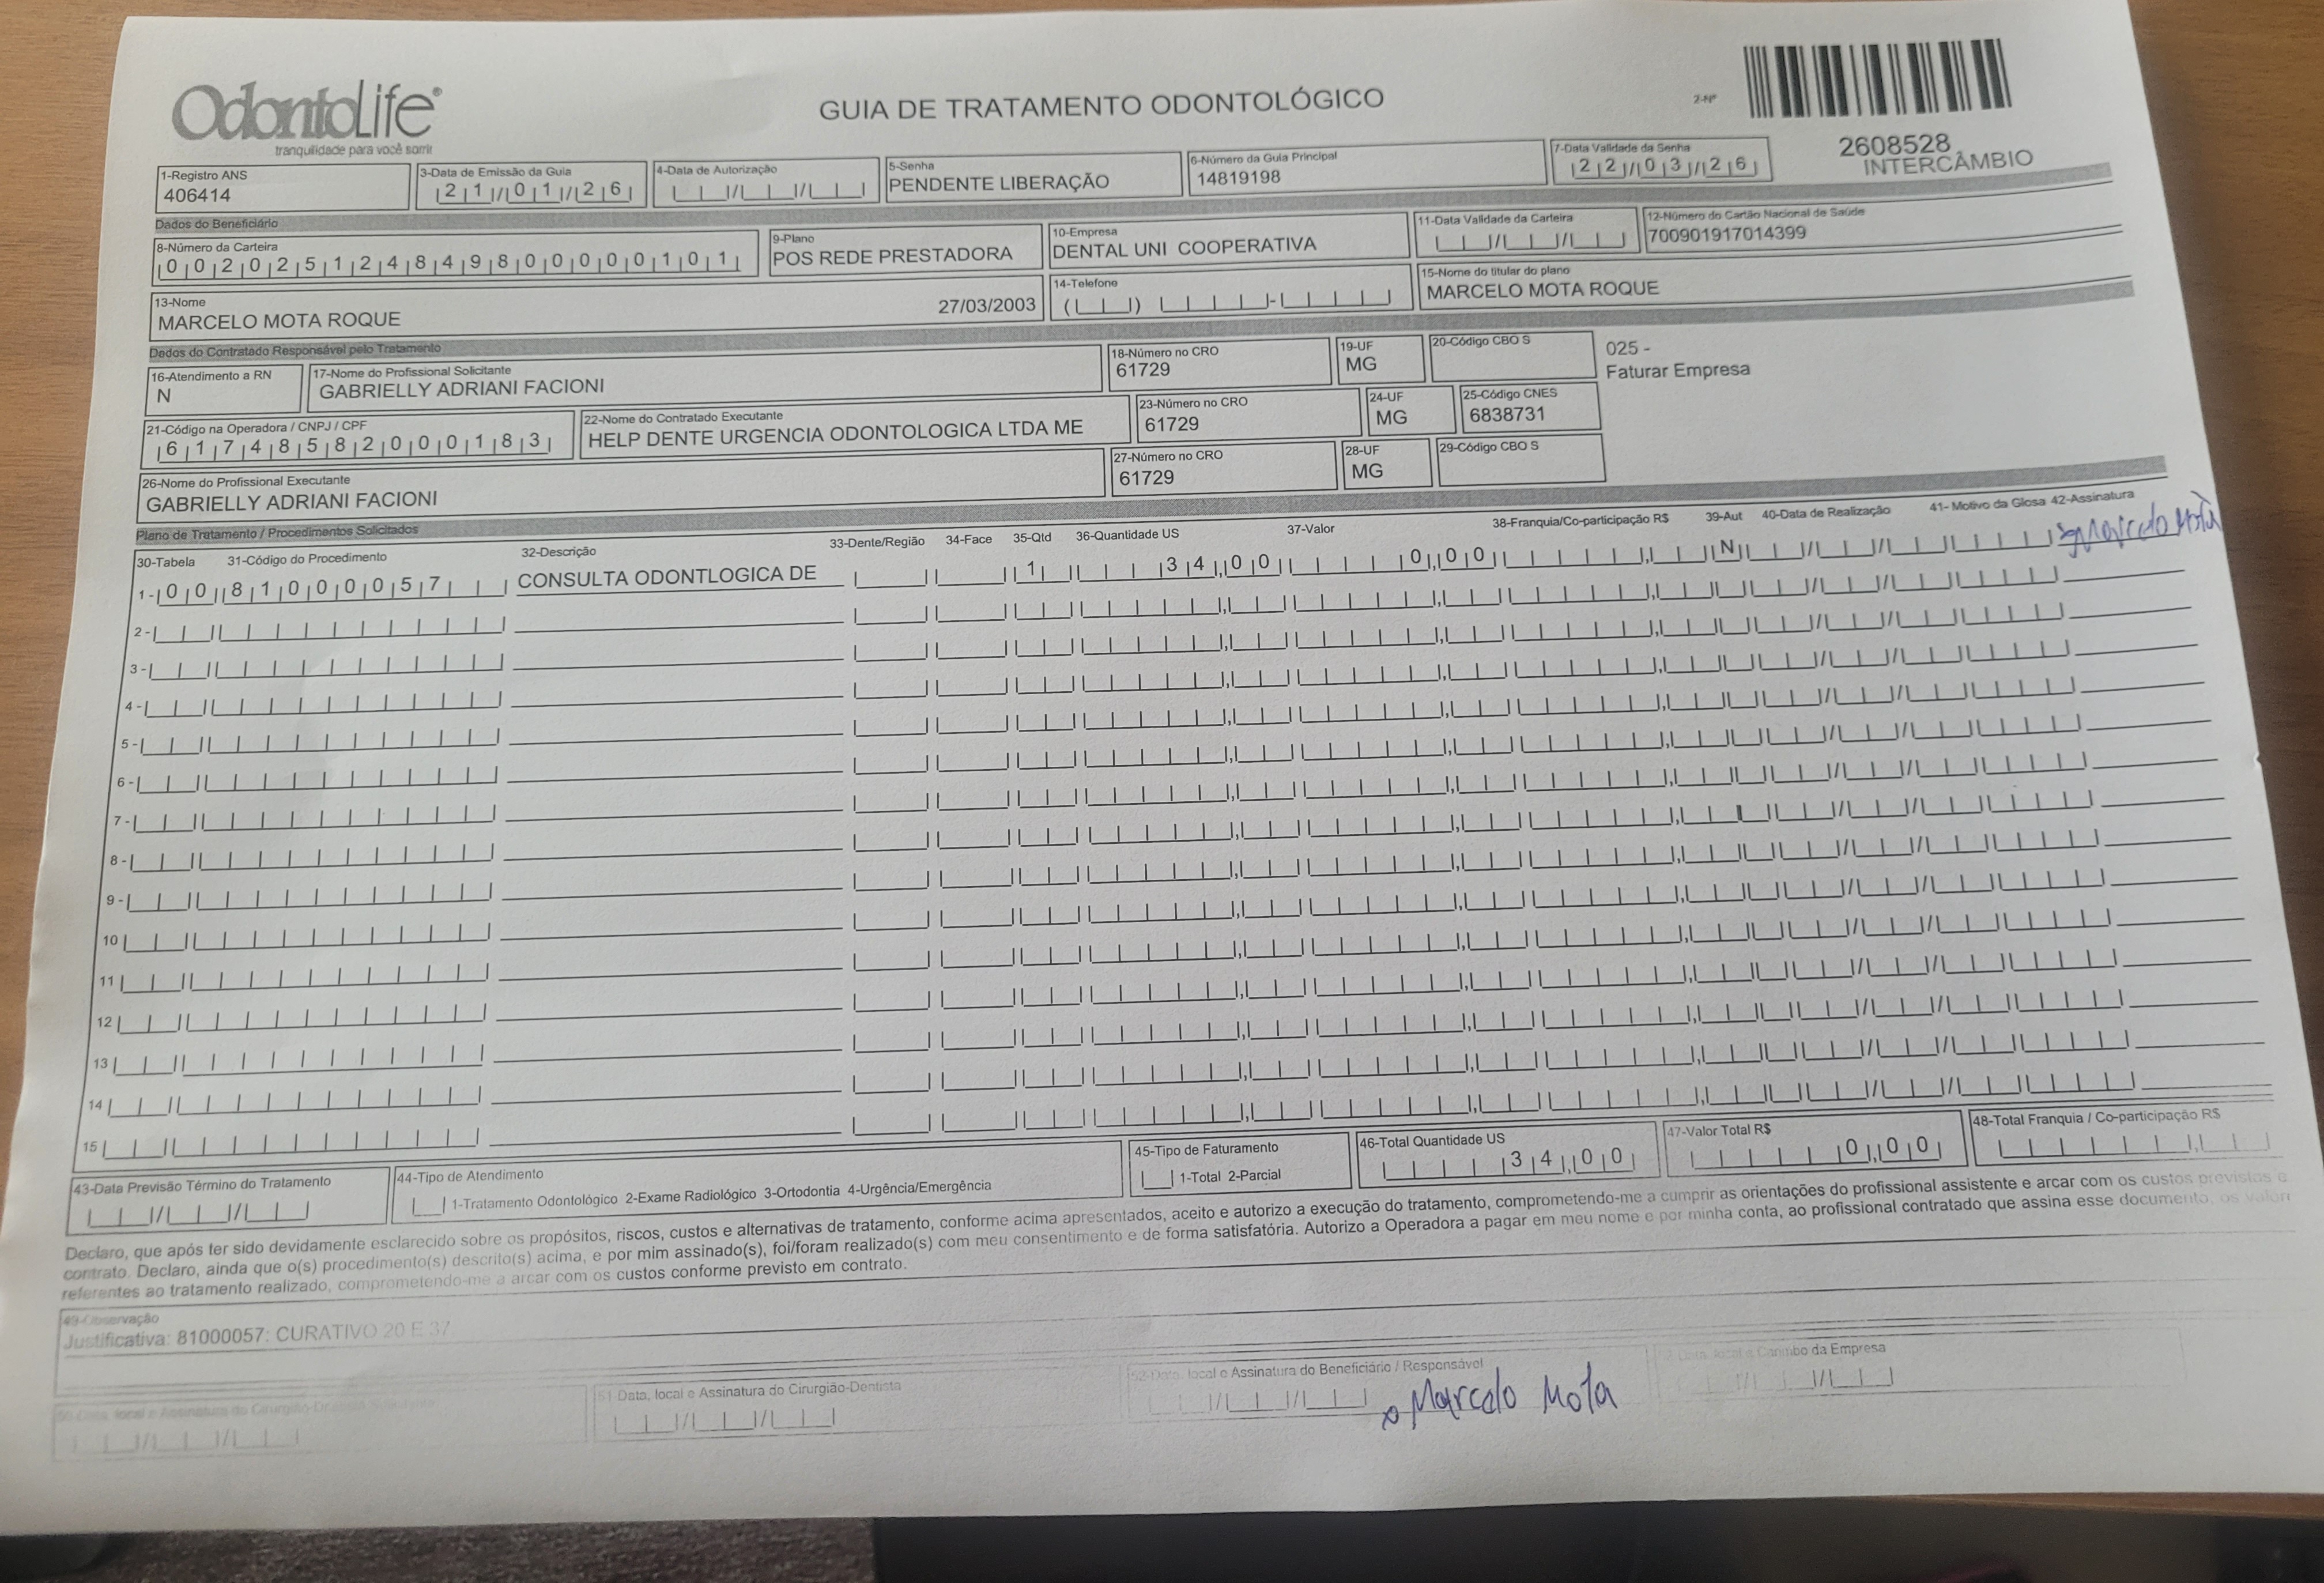 OdontoLife®
tranquilidade para você sorrir
GUIA DE TRATAMENTO ODONTOLÓGICO
2-Nº
2608528
INTERCÂMBIO
1-Registro ANS
406414
3-Data de Emissão da Guia
21/01/26
4-Data de Autorização
5-Senha
PENDENTE LIBERAÇÃO
6-Número da Guia Principal
14819198
7-Data Validade da Senha
22/03/26
Dados do Beneficiário
8-Número da Carteira
00202512484980000101
9-Plano
POS REDE PRESTADORA
10-Empresa
DENTAL UNI COOPERATIVA
11-Data Validade da Carteira
12-Número do Cartão Nacional de Saúde
700901917014399
13-Nome
MARCELO MOTA ROQUE 27/03/2003
14-Telefone
15-Nome do titular do plano
MARCELO MOTA ROQUE
Dados do Contratado Responsável pelo Tratamento
16-Atendimento a RN
N
17-Nome do Profissional Solicitante
GABRIELLY ADRIANI FACIONI
18-Número no CRO
61729
19-UF
MG
20-Código CBO S
025 -
Faturar Empresa
21-Código na Operadora / CNPJ / CPF
61748582000183
22-Nome do Contratado Executante
HELP DENTE URGENCIA ODONTOLOGICA LTDA ME
23-Número no CRO
61729
24-UF
MG
25-Código CNES
6838731
26-Nome do Profissional Executante
GABRIELLY ADRIANI FACIONI
27-Número no CRO
61729
28-UF
MG
29-Código CBO S
Plano de Tratamento / Procedimentos Solicitados
30-Tabela 31-Código do Procedimento 32-Descrição 33-Dente/Região 34-Face 35-Qtd 36-Quantidade US 37-Valor 38-Franquia/Co-participação R$ 39-Aut 40-Data de Realização 41- Motivo da Glosa 42-Assinatura
1- 00 81000057 CONSULTA ODONTLOGICA DE 1 34,00 0,00 N Marcelo Mota
2-
3-
4-
5-
6-
7-
8-
9-
10
11
12
13
14
15
43-Data Previsão Término do Tratamento
44-Tipo de Atendimento
1-Tratamento Odontológico 2-Exame Radiológico 3-Ortodontia 4-Urgência/Emergência
45-Tipo de Faturamento
1-Total 2-Parcial
46-Total Quantidade US
34,00
47-Valor Total R$
0,00
48-Total Franquia / Co-participação R$
Declaro, que após ter sido devidamente esclarecido sobre os propósitos, riscos, custos e alternativas de tratamento, conforme acima apresentados, aceito e autorizo a execução do tratamento, comprometendo-me a cumprir as orientações do profissional assistente e arcar com os custos previstos e
contrato. Declaro, ainda que o(s) procedimento(s) descrito(s) acima, e por mim assinado(s), foi/foram realizado(s) com meu consentimento e de forma satisfatória. Autorizo a Operadora a pagar em meu nome e por minha conta, ao profissional contratado que assina esse documento, os valores
referentes ao tratamento realizado, comprometendo-me a arcar com os custos conforme previsto em contrato.
49-Observação
Justificativa: 81000057: CURATIVO 20 E 37
50-Data, local e Assinatura do Cirurgião-Dentista
51-Data, local e Assinatura do Cirurgião-Dentista
52-Data, local e Assinatura do Beneficiário / Responsável
x Marcelo Mota
Data, local e Carimbo da Empresa